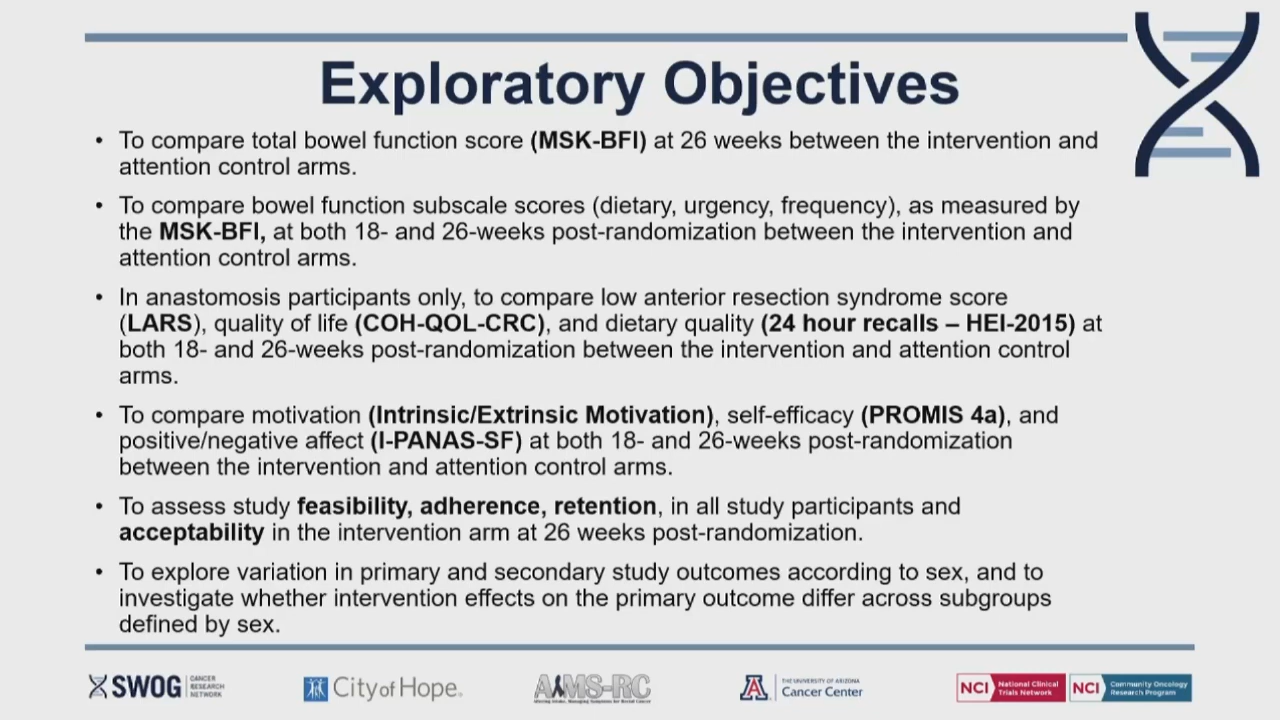 Exploratory Objectives
• To compare total bowel function score (MSK-BFI) at 26 weeks between the intervention and
attention control arms.
• To compare bowel function subscale scores (dietary, urgency, frequency), as measured by
the MSK-BFI, at both 18- and 26-weeks post-randomization between the intervention and
attention control arms.
• In anastomosis participants only, to compare low anterior resection syndrome score
(LARS), quality of life (COH-QOL-CRC), and dietary quality (24 hour recalls – HEI-2015) at
both 18- and 26-weeks post-randomization between the intervention and attention control
arms.
• To compare motivation (Intrinsic/Extrinsic Motivation), self-efficacy (PROMIS 4a), and
positive/negative affect (I-PANAS-SF) at both 18- and 26-weeks post-randomization
between the intervention and attention control arms.
• To assess study feasibility, adherence, retention, in all study participants and
acceptability in the intervention arm at 26 weeks post-randomization.
• To explore variation in primary and secondary study outcomes according to sex, and to
investigate whether intervention effects on the primary outcome differ across subgroups
defined by sex.
SWOG
CANCER
RESEARCH
NETWORK
City of Hope
AIMS-RC
Altering Intake, Managing Symptoms for Rectal Cancer
THE UNIVERSITY OF ARIZONA
Cancer Center
NCI
National Clinical
Trials Network
NCI
Community Oncology
Research Program